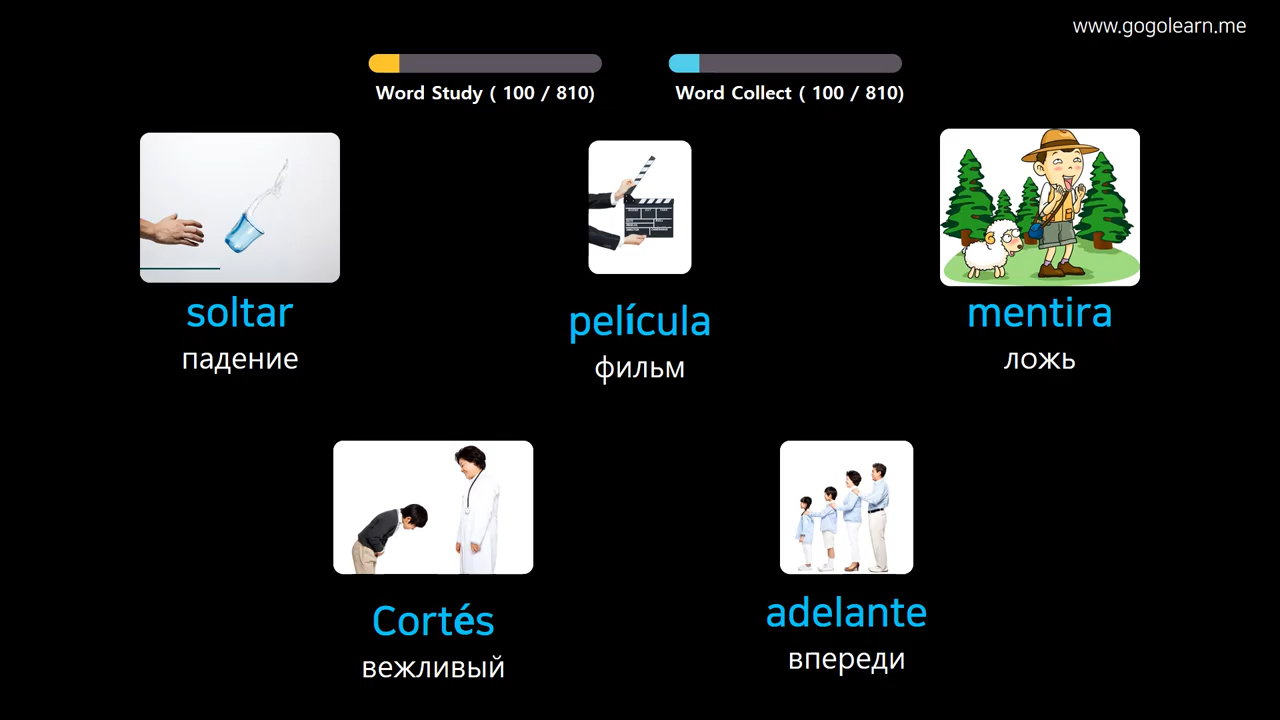 www.gogolearn.me
Word Study ( 100 / 810)
Word Collect ( 100 / 810)
soltar
падение
película
фильм
mentira
ложь
Cortés
вежливый
adelante
впереди